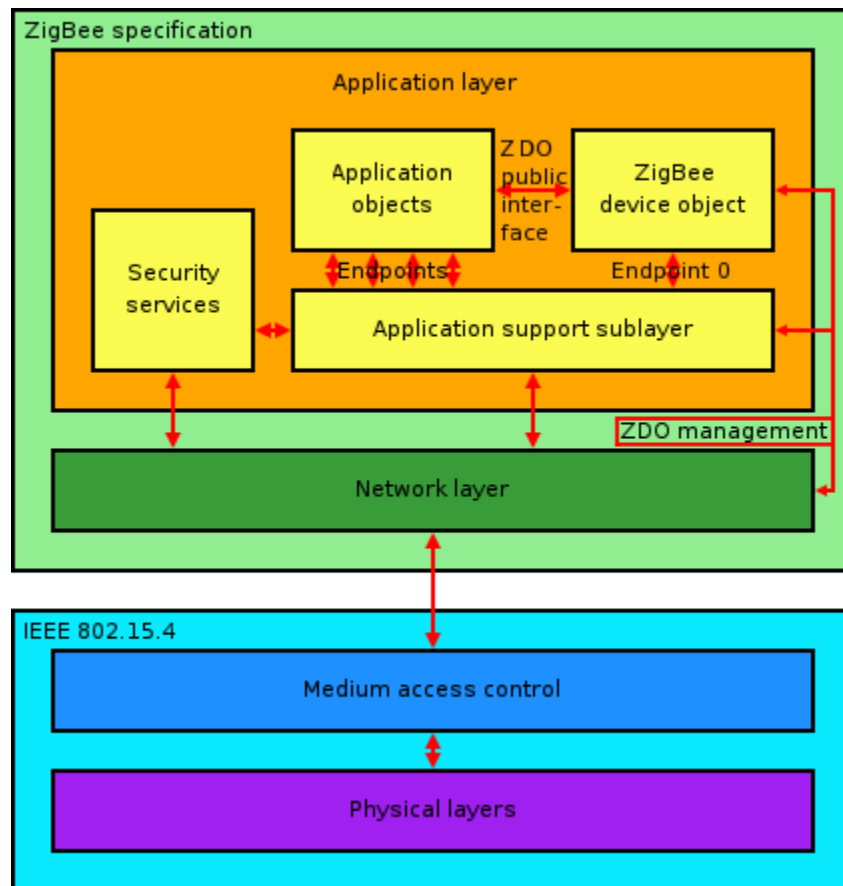 ZigBee specification
Application layer
Application
objects
ZDO
public
inter-
face
ZigBee
device object
Security
services
Endpoints
Endpoint 0
Application support sublayer
ZDO management
Network layer
IEEE 802.15.4
Medium access control
Physical layers